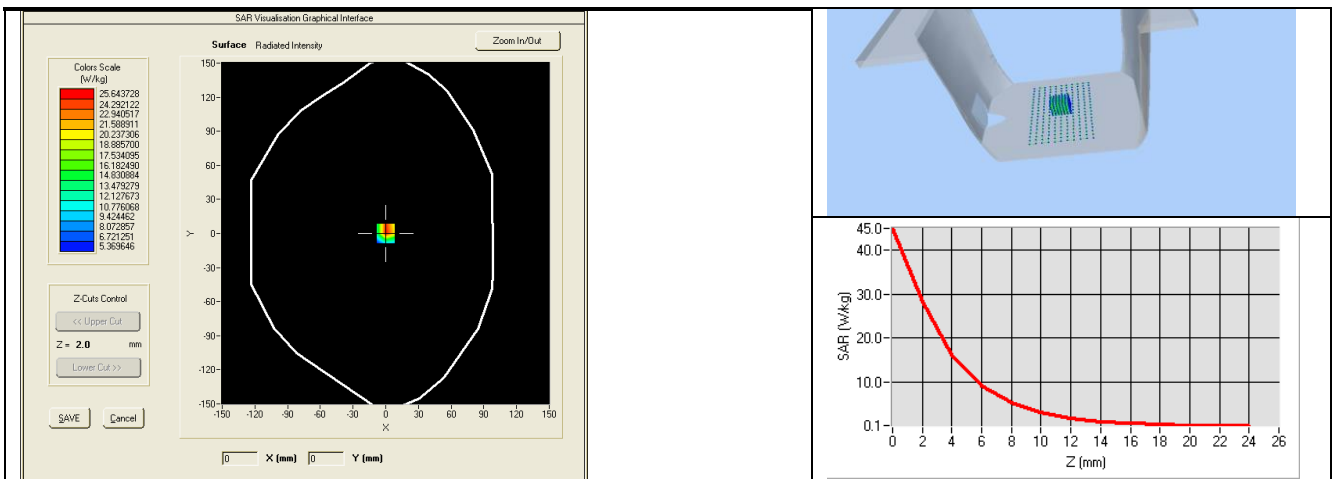 SAR Visualisation Graphical Interface
Surface Radiated Intensity
Zoom In/Out
Colors Scale
(W/kg)
25.643728
24.292122
22.940517
21.588911
20.237306
18.885700
17.534095
16.182490
14.830884
13.479279
12.127673
10.776068
9.424462
8.072857
6.721251
5.369646
Z-Cuts Control
<< Upper Cut
Z = 2.0 mm
Lower Cut >>
SAVE Cancel
150
120
90
60
30
0
-30
-60
-90
-120
-150
Y
-150 -120 -90 -60 -30 0 30 60 90 120 150
X
0 X (mm) 0 Y (mm)
45.0
40.0
30.0
20.0
10.0
0.1
SAR (W/kg)
0 2 4 6 8 10 12 14 16 18 20 22 24 26
Z (mm)